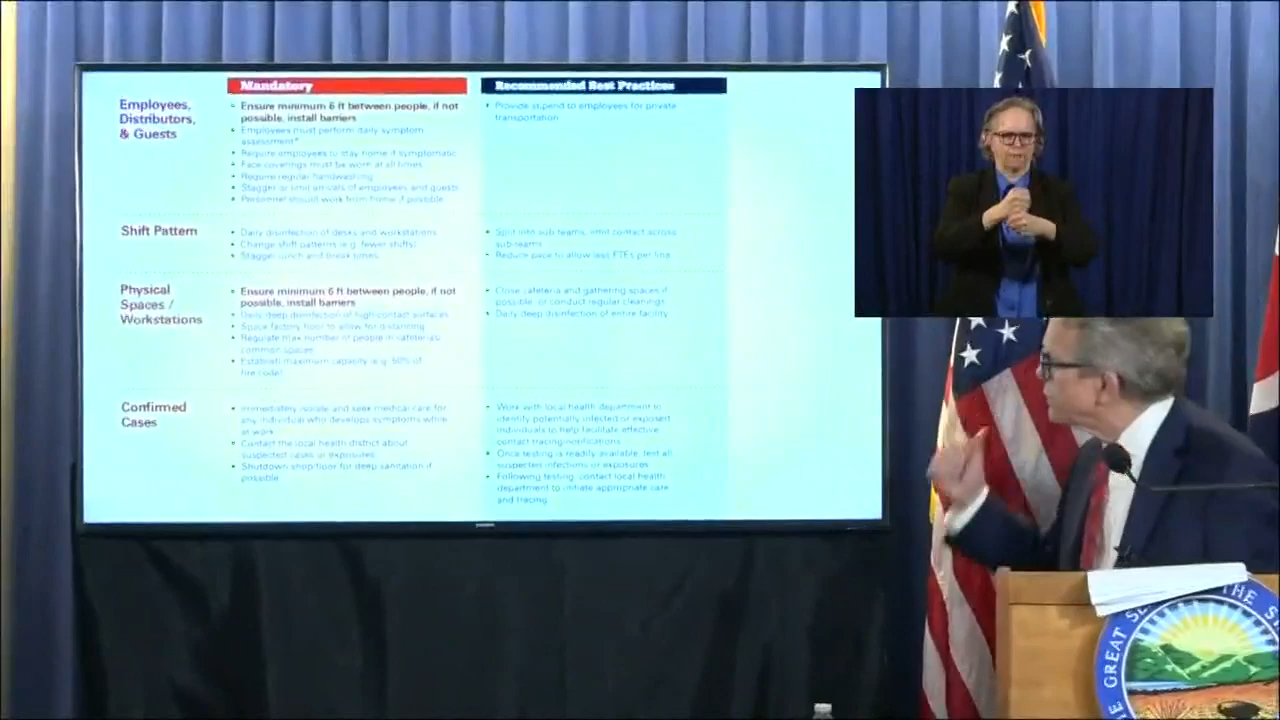 Mandatory
Recommended Best Practices
Employees,
Distributors,
& Guests
• Ensure minimum 6 ft between people, if not
possible, install barriers
• Employees must perform daily symptom
assessment*
• Require employees to stay home if symptomatic
• Face coverings must be worn at all times
• Require regular handwashing
• Stagger or limit arrivals of employees and guests
• Personnel should work from home if possible
• Provide stipend to employees for private
transportation
Shift Pattern
• Daily disinfection of desks and workstations
• Change shift patterns (e.g. fewer shifts)
• Stagger lunch and break times
• Split into sub-teams, limit contact across
sub-teams
• Reduce pace to allow less FTEs per line
Physical
Spaces /
Workstations
• Ensure minimum 6 ft between people, if not
possible, install barriers
• Daily deep disinfection of high-contact surfaces
• Space factory floor to allow for distancing
• Regulate max number of people in cafeterias/
common spaces
• Establish maximum capacity (e.g. 50% of
fire code)
• Close cafeteria and gathering spaces if
possible, or conduct regular cleanings
• Daily deep disinfection of entire facility
Confirmed
Cases
• Immediately isolate and seek medical care for
any individual who develops symptoms while
at work
• Contact the local health district about
suspected cases or exposures
• Shutdown shop/floor for deep sanitation if
possible
• Work with local health department to
identify potentially infected or exposed
individuals to help facilitate effective
contact tracing/notifications
• Once testing is readily available, test all
suspected infections or exposures
• Following testing, contact local health
department to initiate appropriate care
and tracing
GREAT THE